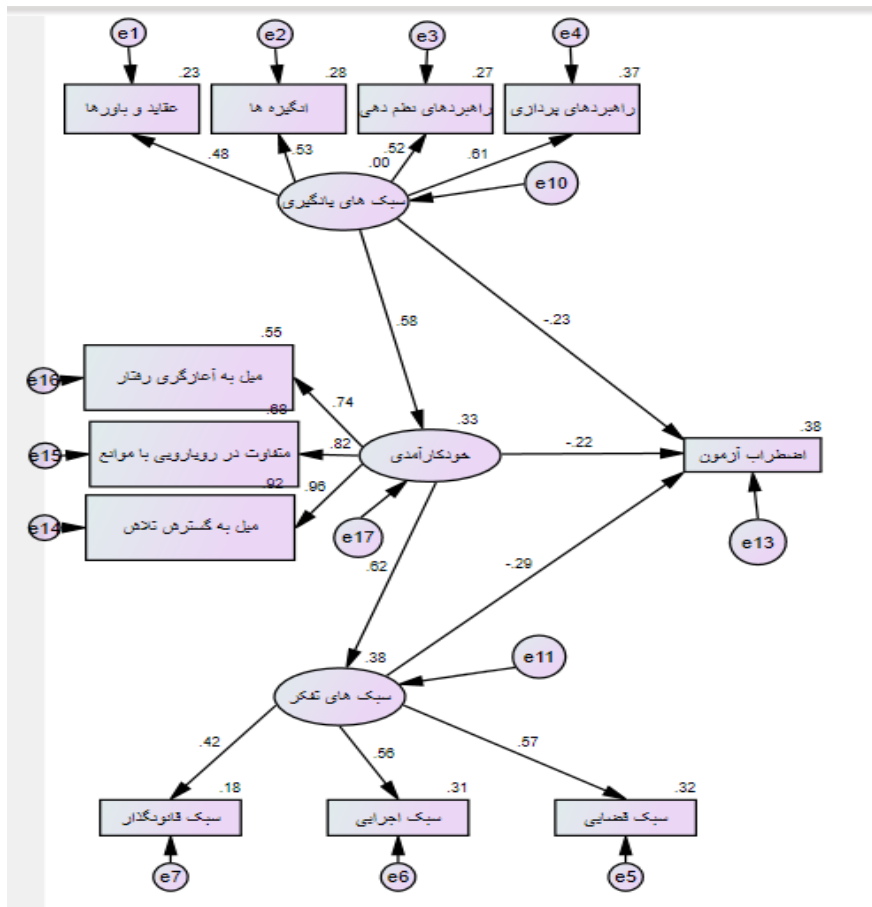 e1
e2
e3
e4
.23
.28
.27
.37
عقاید و باورها
انگیزه ها
راهبردهای نظم دهی
راهبردهای پردازی
.48
.53
.52
.61
.00
e10
سبک های یادگیری
.58
-.23
.55
e16
میل به آغازگری رفتار
.74
.68
.33
.38
e15
متفاوت در رویارویی با موانع
.82
خودکارآمدی
-.22
اضطراب آزمون
.92
.96
e14
میل به گسترش تلاش
e17
e13
.62
-.29
.38
e11
سبک های تفکر
.42
.56
.57
.18
.31
.32
سبک قانونگذار
سبک اجرایی
سبک قضایی
e7
e6
e5